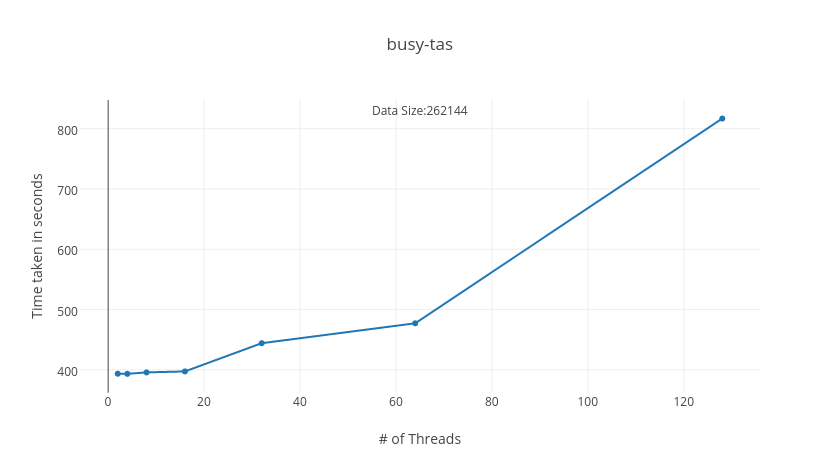 busy-tas
Data Size:262144
Time taken in seconds
800
700
600
500
400
0 20 40 60 80 100 120
# of Threads